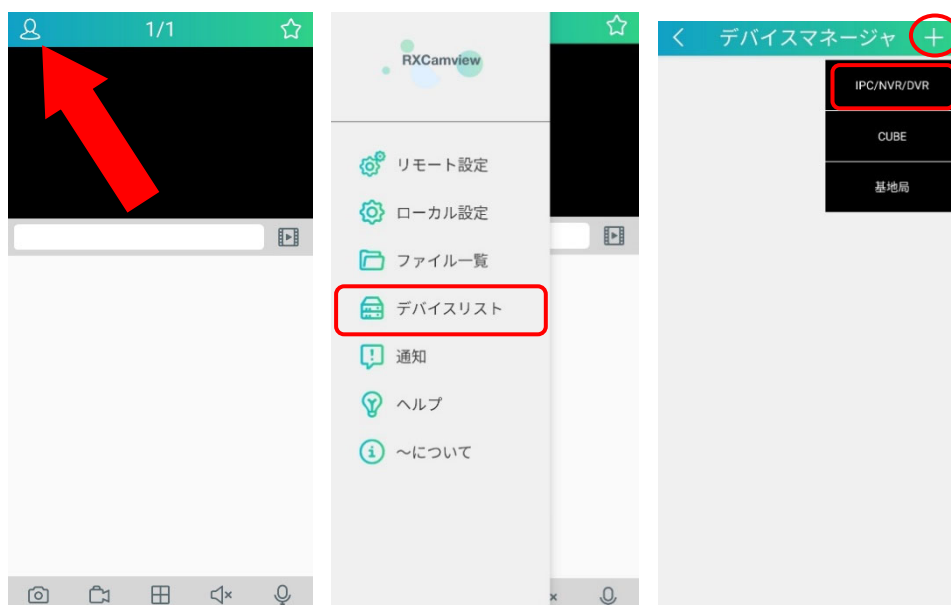 1/1
RXCamview
リモート設定
ローカル設定
ファイル一覧
デバイスリスト
通知
ヘルプ
～について
デバイスマネージャ
IPC/NVR/DVR
CUBE
基地局